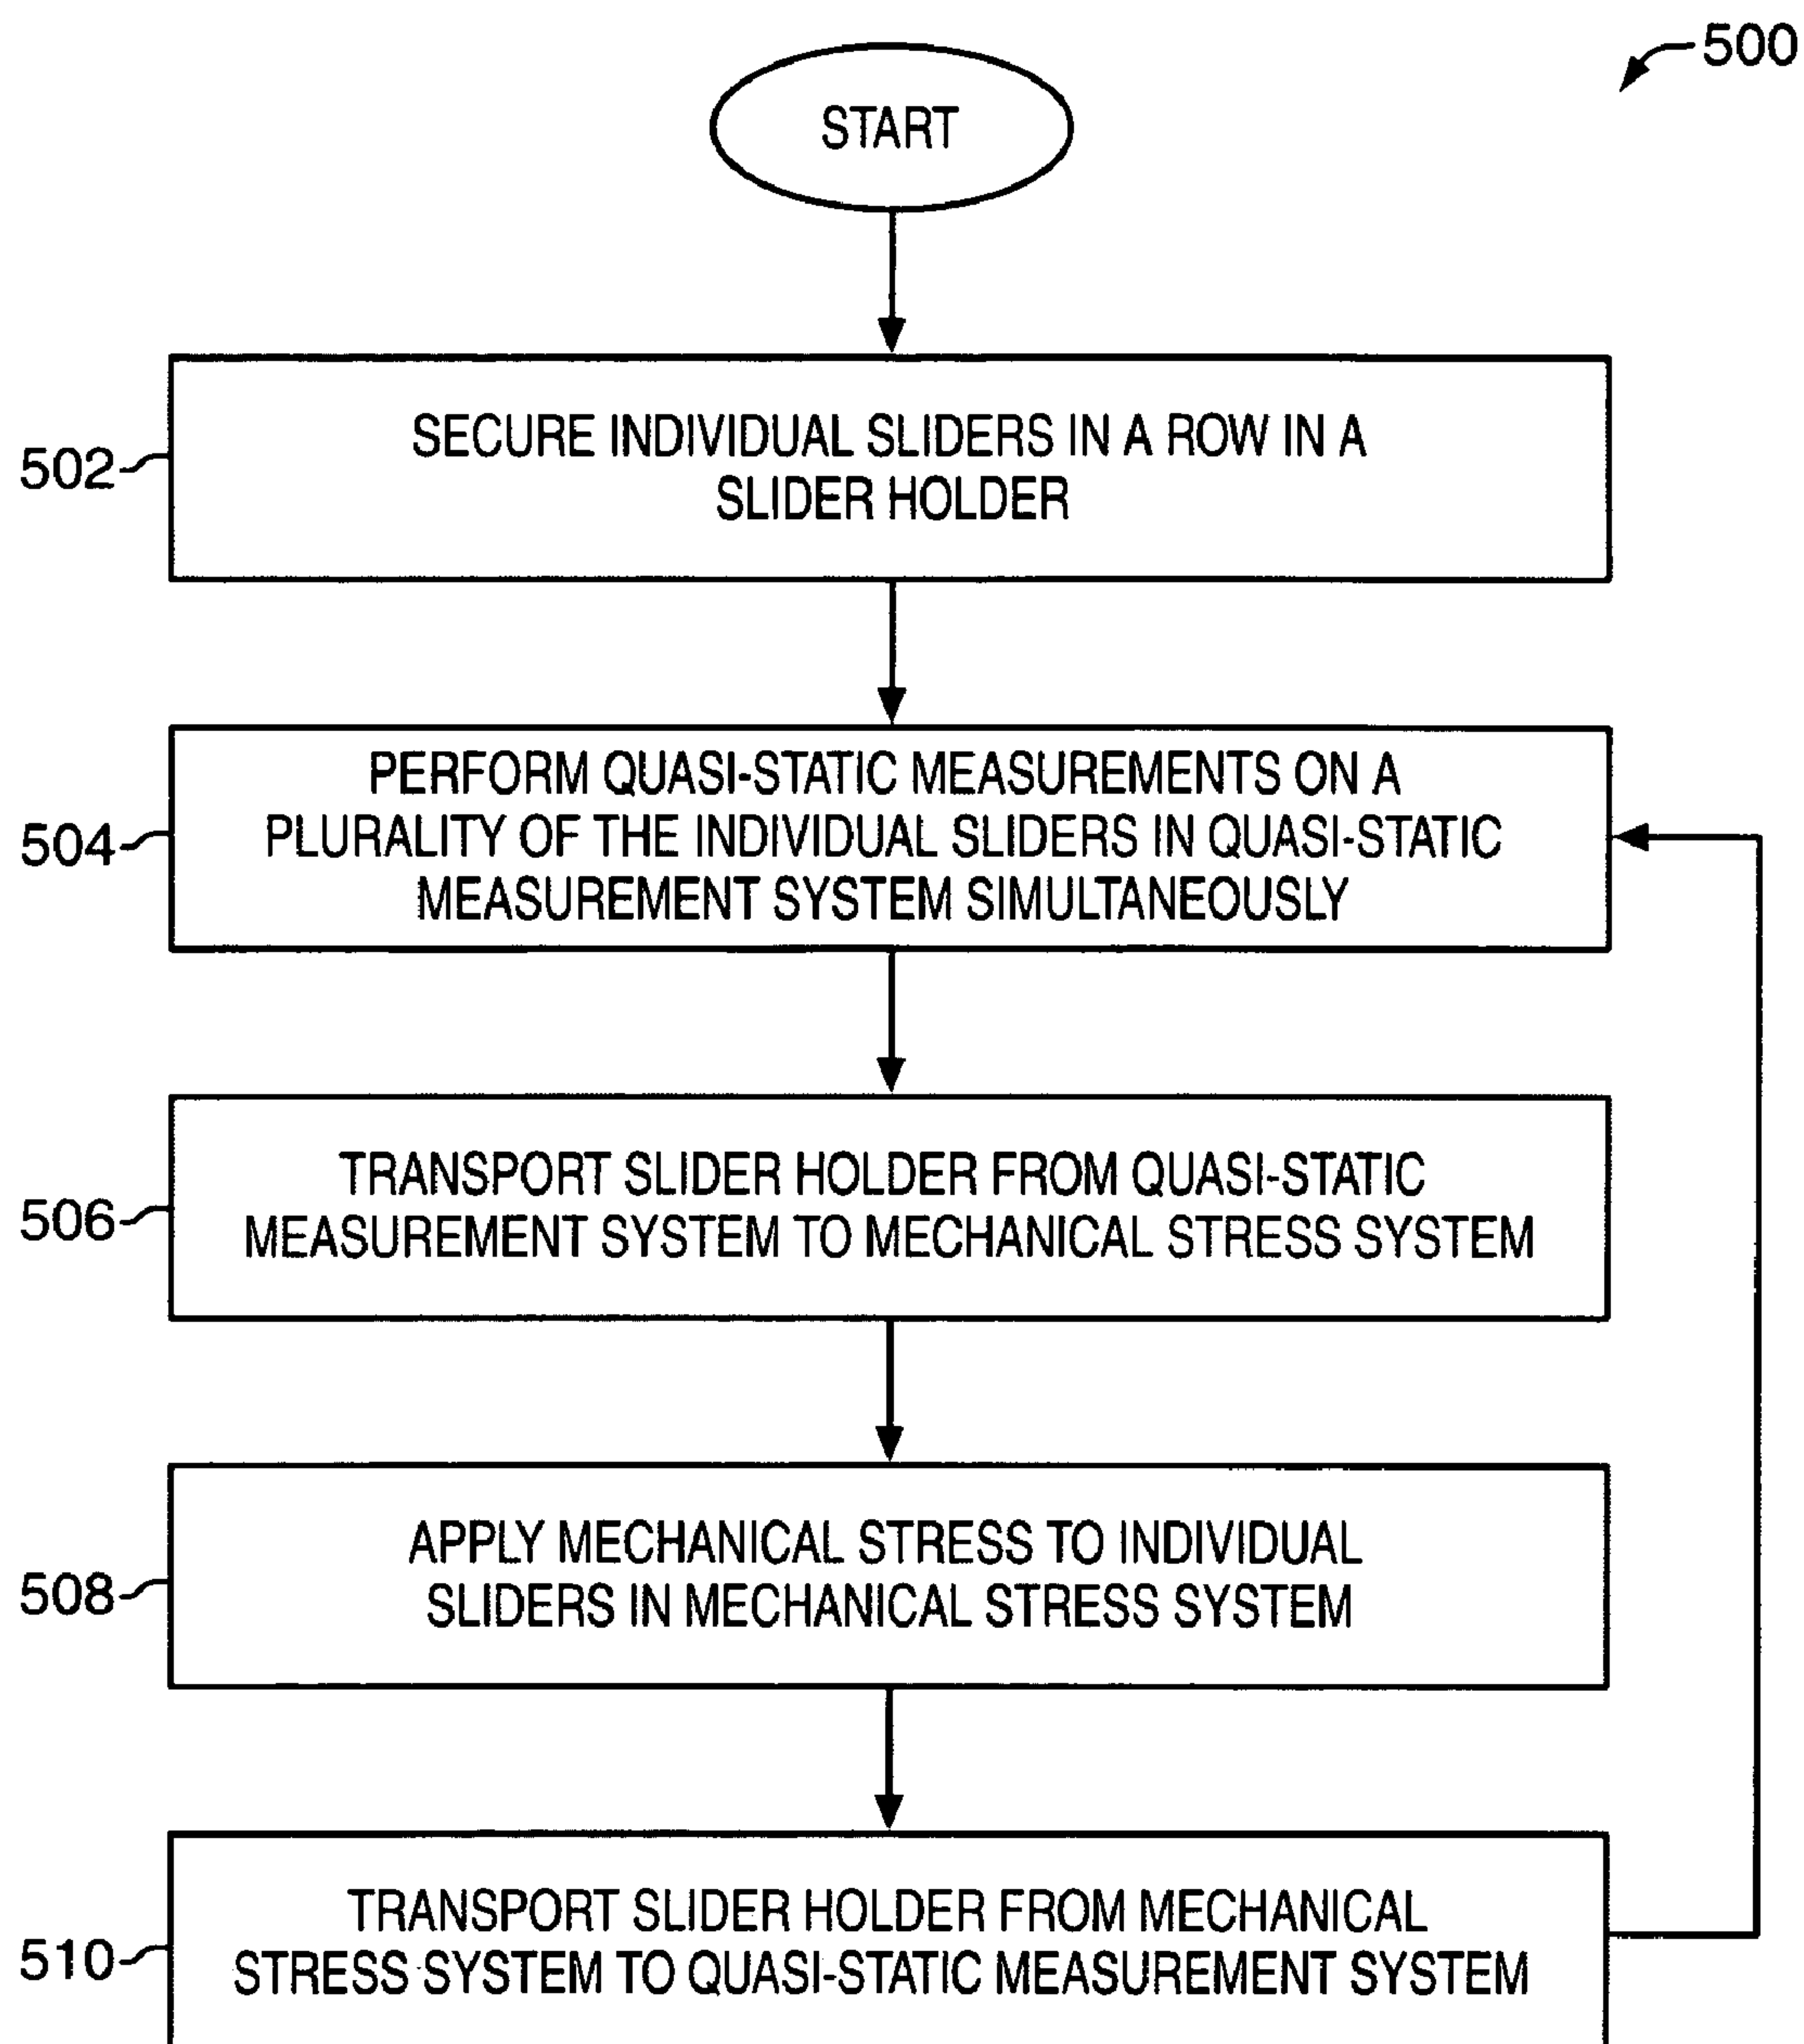 500
START
502
SECURE INDIVIDUAL SLIDERS IN A ROW IN A
SLIDER HOLDER
504
PERFORM QUASI-STATIC MEASUREMENTS ON A
PLURALITY OF THE INDIVIDUAL SLIDERS IN QUASI-STATIC
MEASUREMENT SYSTEM SIMULTANEOUSLY
506
TRANSPORT SLIDER HOLDER FROM QUASI-STATIC
MEASUREMENT SYSTEM TO MECHANICAL STRESS SYSTEM
508
APPLY MECHANICAL STRESS TO INDIVIDUAL
SLIDERS IN MECHANICAL STRESS SYSTEM
510
TRANSPORT SLIDER HOLDER FROM MECHANICAL
STRESS SYSTEM TO QUASI-STATIC MEASUREMENT SYSTEM